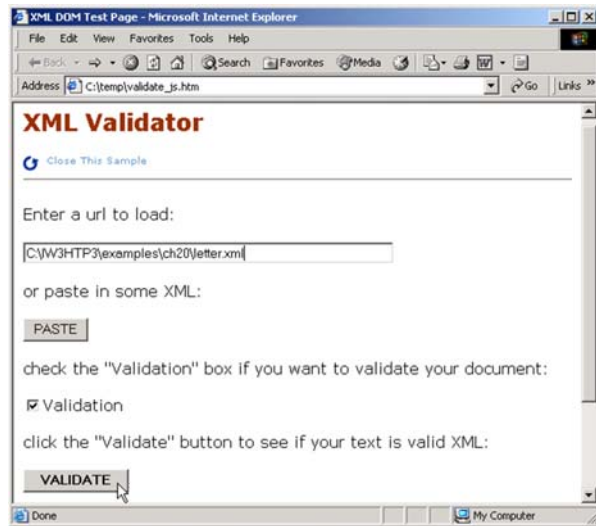 XML DOM Test Page - Microsoft Internet Explorer
File Edit View Favorites Tools Help
Back Search Favorites Media
Address C:\temp\validate_js.htm Go Links »
XML Validator
Close This Sample
Enter a url to load:
C:\IW3HTP3\examples\ch20\letter.xml
or paste in some XML:
PASTE
check the "Validation" box if you want to validate your document:
Validation
click the "Validate" button to see if your text is valid XML:
VALIDATE
Done My Computer